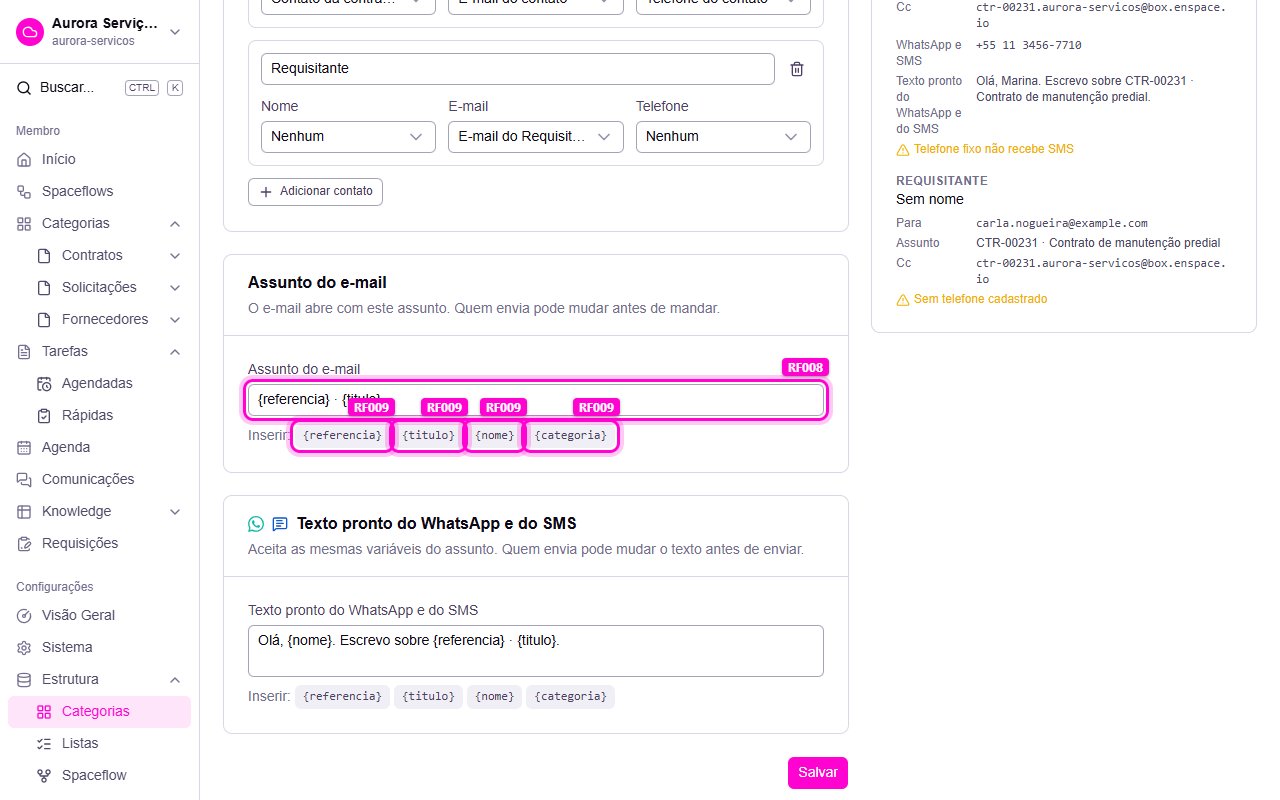 Aurora Serviç...
aurora-servicos
Buscar...
CTRL
K
Membro
Início
Spaceflows
Categorias
Contratos
Solicitações
Fornecedores
Tarefas
Agendadas
Rápidas
Agenda
Comunicações
Knowledge
Requisições
Configurações
Visão Geral
Sistema
Estrutura
Categorias
Listas
Spaceflow
Requisitante
Nome
E-mail
Telefone
Nenhum
E-mail do Requisit...
Nenhum
Adicionar contato
Assunto do e-mail
O e-mail abre com este assunto. Quem envia pode mudar antes de mandar.
Assunto do e-mail
RF008
{referencia} · {titulo}
RF009
RF009
RF009
RF009
Inserir: {referencia} {titulo} {nome} {categoria}
Texto pronto do WhatsApp e do SMS
Aceita as mesmas variáveis do assunto. Quem envia pode mudar o texto antes de enviar.
Texto pronto do WhatsApp e do SMS
Olá, {nome}. Escrevo sobre {referencia} · {titulo}.
Inserir: {referencia} {titulo} {nome} {categoria}
Salvar
Cc
ctr-00231.aurora-servicos@box.enspace.
io
WhatsApp e
SMS
+55 11 3456-7710
Texto pronto
do
WhatsApp e
do SMS
Olá, Marina. Escrevo sobre CTR-00231 ·
Contrato de manutenção predial.
Telefone fixo não recebe SMS
REQUISITANTE
Sem nome
Para
carla.nogueira@example.com
Assunto
CTR-00231 · Contrato de manutenção predial
Cc
ctr-00231.aurora-servicos@box.enspace.
io
Sem telefone cadastrado